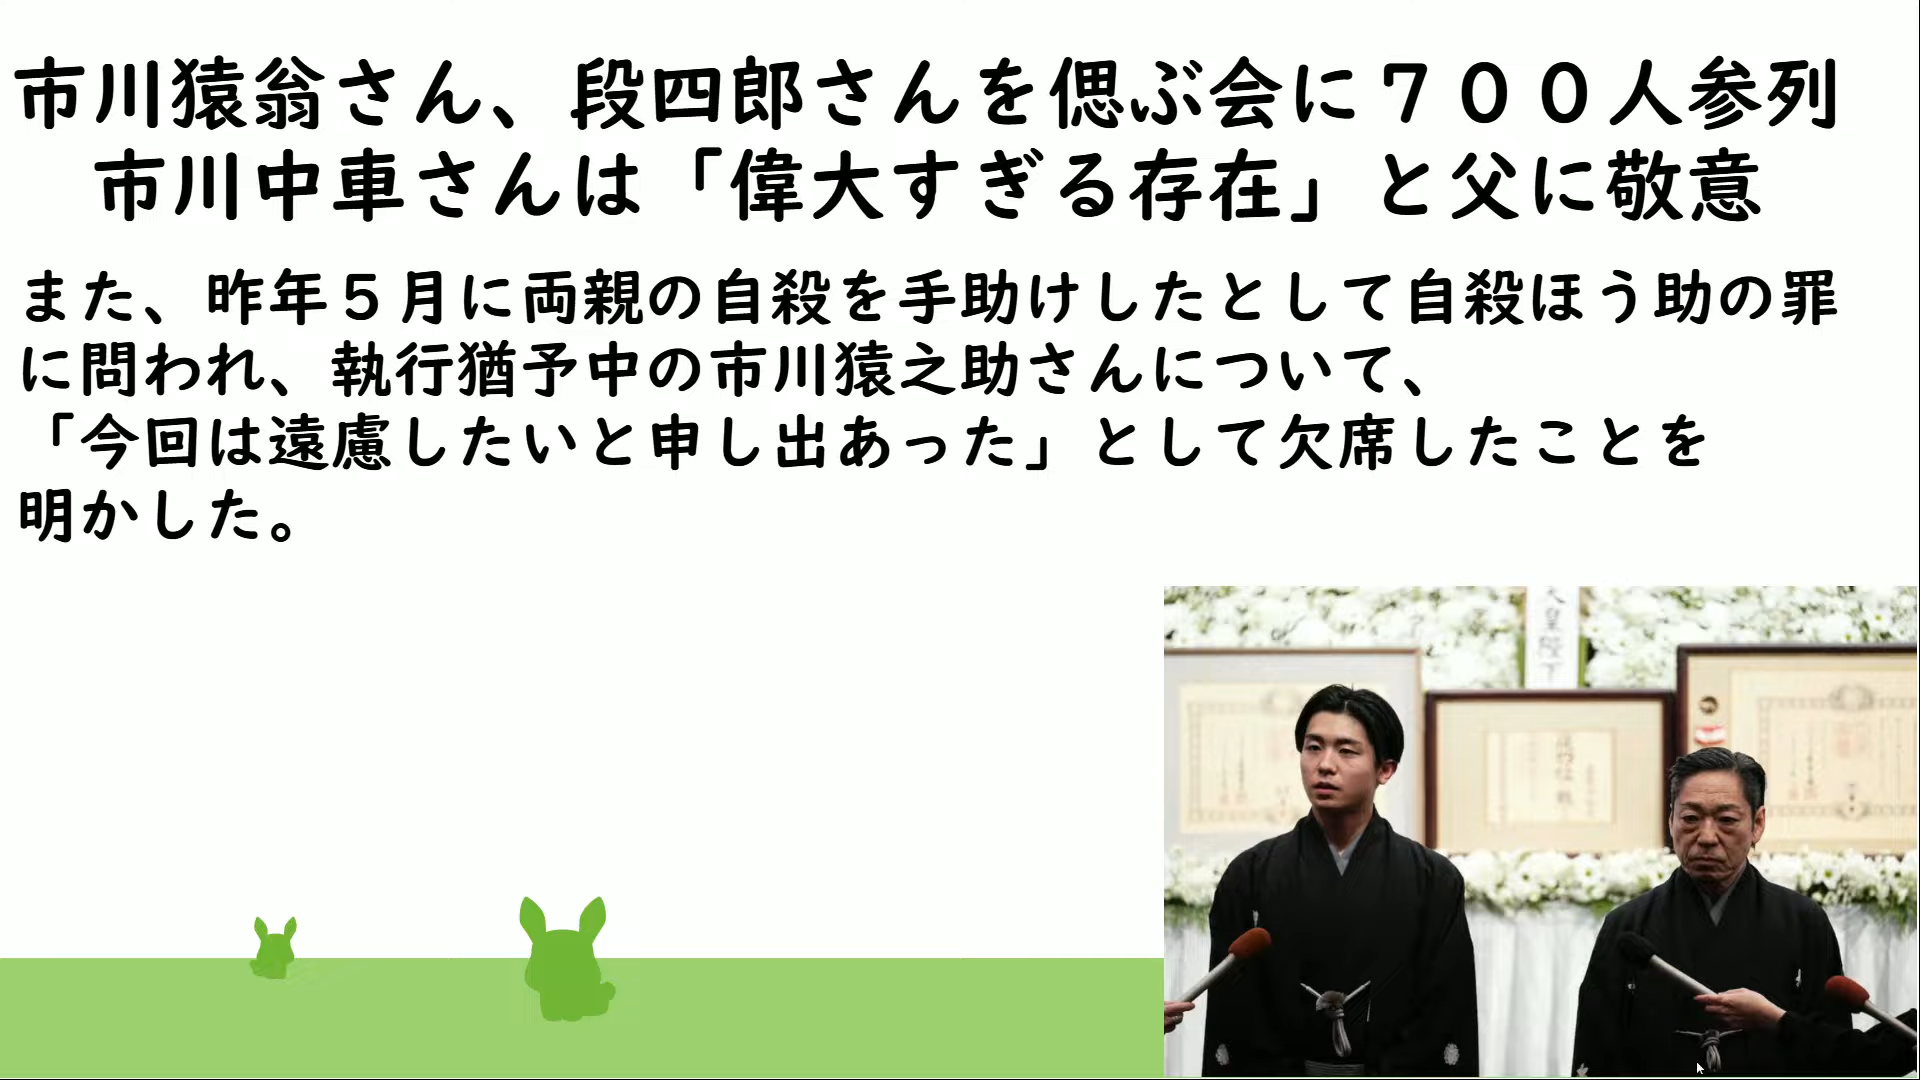 市川猿翁さん、段四郎さんを偲ぶ会に７００人参列
市川中車さんは「偉大すぎる存在」と父に敬意
また、昨年５月に両親の自殺を手助けしたとして自殺ほう助の罪
に問われ、執行猶予中の市川猿之助さんについて、
「今回は遠慮したいと申し出あった」として欠席したことを
明かした。
天皇陛下